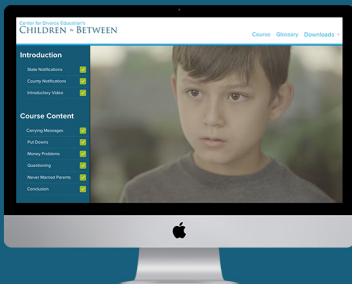 Center for Divorce Education's
CHILDREN in BETWEEN
Course Glossary Downloads
Introduction
State Notifications
County Notifications
Introductory Video
Course Content
Carrying Messages
Put Downs
Money Problems
Questioning
Never Married Parents
Conclusion